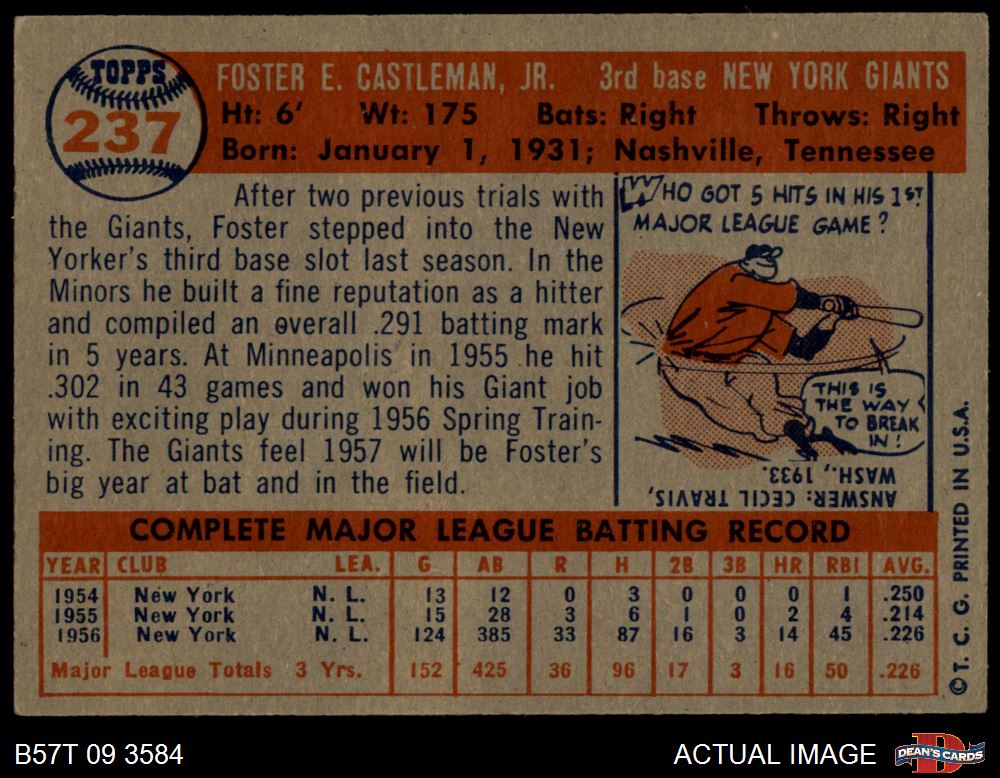 TOPPS
237
FOSTER E. CASTLEMAN, JR. 3rd base NEW YORK GIANTS
Ht: 6' Wt: 175 Bats: Right Throws: Right
Born: January 1, 1931; Nashville, Tennessee
After two previous trials with
the Giants, Foster stepped into the New
Yorker's third base slot last season. In the
Minors he built a fine reputation as a hitter
and compiled an overall .291 batting mark
in 5 years. At Minneapolis in 1955 he hit
.302 in 43 games and won his Giant job
with exciting play during 1956 Spring Train-
ing. The Giants feel 1957 will be Foster's
big year at bat and in the field.
WHO GOT 5 HITS IN HIS 1ST
MAJOR LEAGUE GAME?
THIS IS
THE WAY
TO BREAK
IN!
ANSWER: CECIL TRAVIS,
WASH., 1933.
COMPLETE MAJOR LEAGUE BATTING RECORD
YEAR CLUB LEA. G AB R H 2B 3B HR RBI AVG.
1954 New York N. L. 13 12 0 3 0 0 0 1 .250
1955 New York N. L. 15 28 3 6 1 0 2 4 .214
1956 New York N. L. 124 385 33 87 16 3 14 45 .226
Major League Totals 3 Yrs. 152 425 36 96 17 3 16 50 .226
© T. C. G. PRINTED IN U.S.A.
B57T 09 3584
ACTUAL IMAGE
DEAN'S CARDS